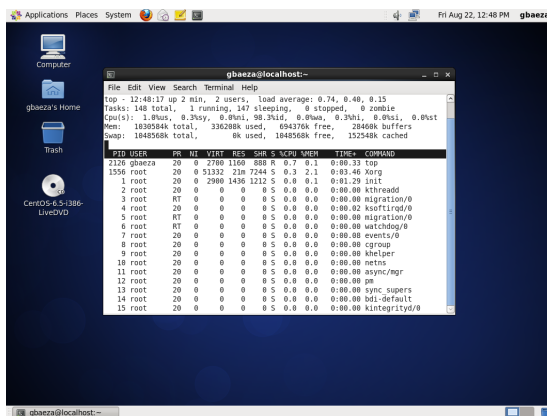 Applications Places System Fri Aug 22, 12:48 PM gbaeza
Computer
gbaeza's Home
Trash
CentOS-6.5-i386-
LiveDVD
gbaeza@localhost:~
File Edit View Search Terminal Help
top - 12:48:17 up 2 min, 2 users, load average: 0.74, 0.40, 0.15
Tasks: 148 total, 1 running, 147 sleeping, 0 stopped, 0 zombie
Cpu(s): 1.0%us, 0.3%sy, 0.0%ni, 98.3%id, 0.0%wa, 0.3%hi, 0.0%si, 0.0%st
Mem: 1030584k total, 336208k used, 694376k free, 28460k buffers
Swap: 1048568k total, 0k used, 1048568k free, 152548k cached
PID USER PR NI VIRT RES SHR S %CPU %MEM TIME+ COMMAND
2126 gbaeza 20 0 2700 1160 888 R 0.7 0.1 0:00.33 top
1556 root 20 0 51332 21m 7244 S 0.3 2.1 0:03.46 Xorg
1 root 20 0 2900 1436 1212 S 0.0 0.1 0:01.29 init
2 root 20 0 0 0 0 S 0.0 0.0 0:00.00 kthreadd
3 root RT 0 0 0 0 S 0.0 0.0 0:00.00 migration/0
4 root 20 0 0 0 0 S 0.0 0.0 0:00.02 ksoftirqd/0
5 root RT 0 0 0 0 S 0.0 0.0 0:00.00 migration/0
6 root RT 0 0 0 0 S 0.0 0.0 0:00.00 watchdog/0
7 root 20 0 0 0 0 S 0.0 0.0 0:00.08 events/0
8 root 20 0 0 0 0 S 0.0 0.0 0:00.00 cgroup
9 root 20 0 0 0 0 S 0.0 0.0 0:00.00 khelper
10 root 20 0 0 0 0 S 0.0 0.0 0:00.00 netns
11 root 20 0 0 0 0 S 0.0 0.0 0:00.00 async/mgr
12 root 20 0 0 0 0 S 0.0 0.0 0:00.00 pm
13 root 20 0 0 0 0 S 0.0 0.0 0:00.00 sync_supers
14 root 20 0 0 0 0 S 0.0 0.0 0:00.00 bdi-default
15 root 20 0 0 0 0 S 0.0 0.0 0:00.00 kintegrityd/0
gbaeza@localhost:~